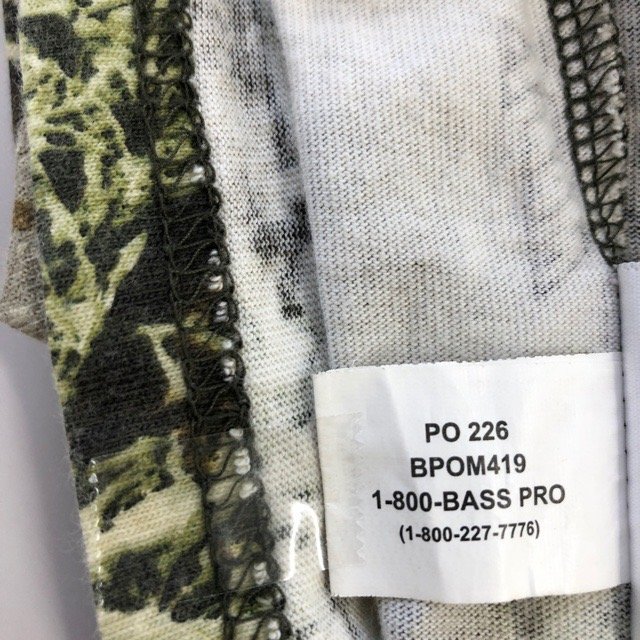 PO 226
BPOM419
1-800-BASS PRO
(1-800-227-7776)